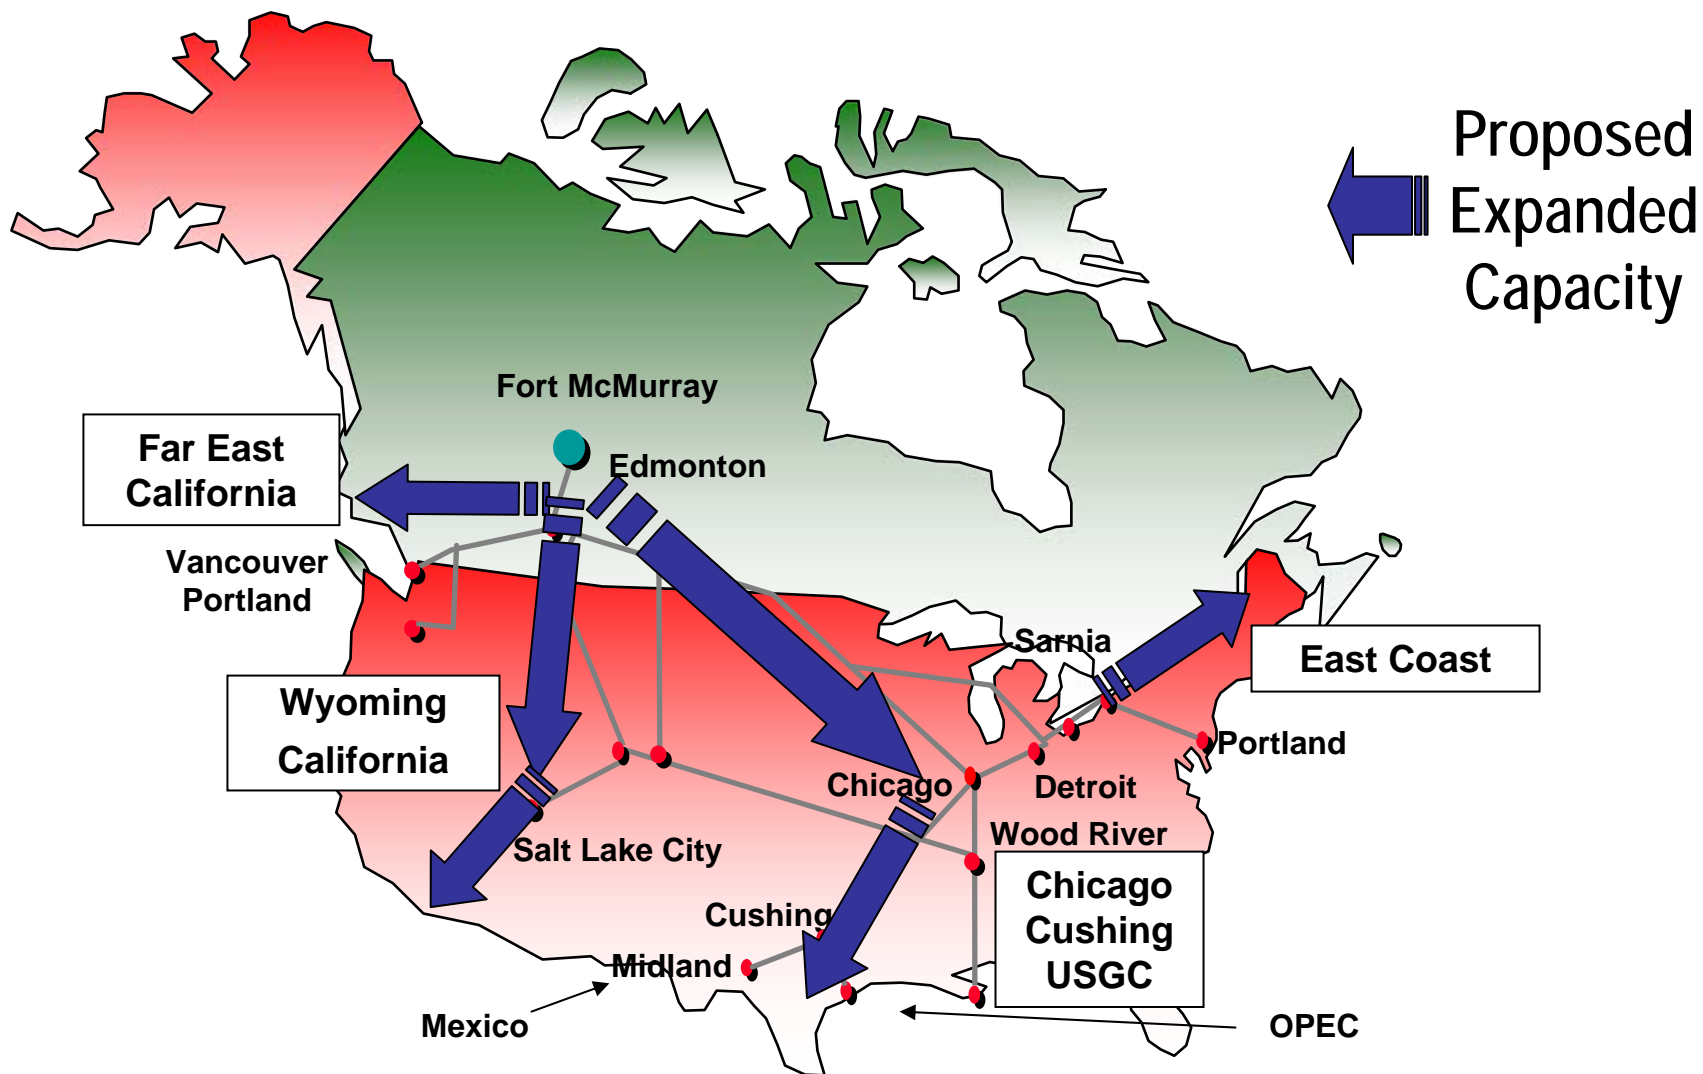 Proposed
Expanded
Capacity
Fort McMurray
Far East
California
Edmonton
Vancouver
Portland
Sarnia
East Coast
Wyoming
California
Portland
Chicago
Detroit
Wood River
Salt Lake City
Chicago
Cushing
USGC
Cushing
Midland
Mexico
OPEC